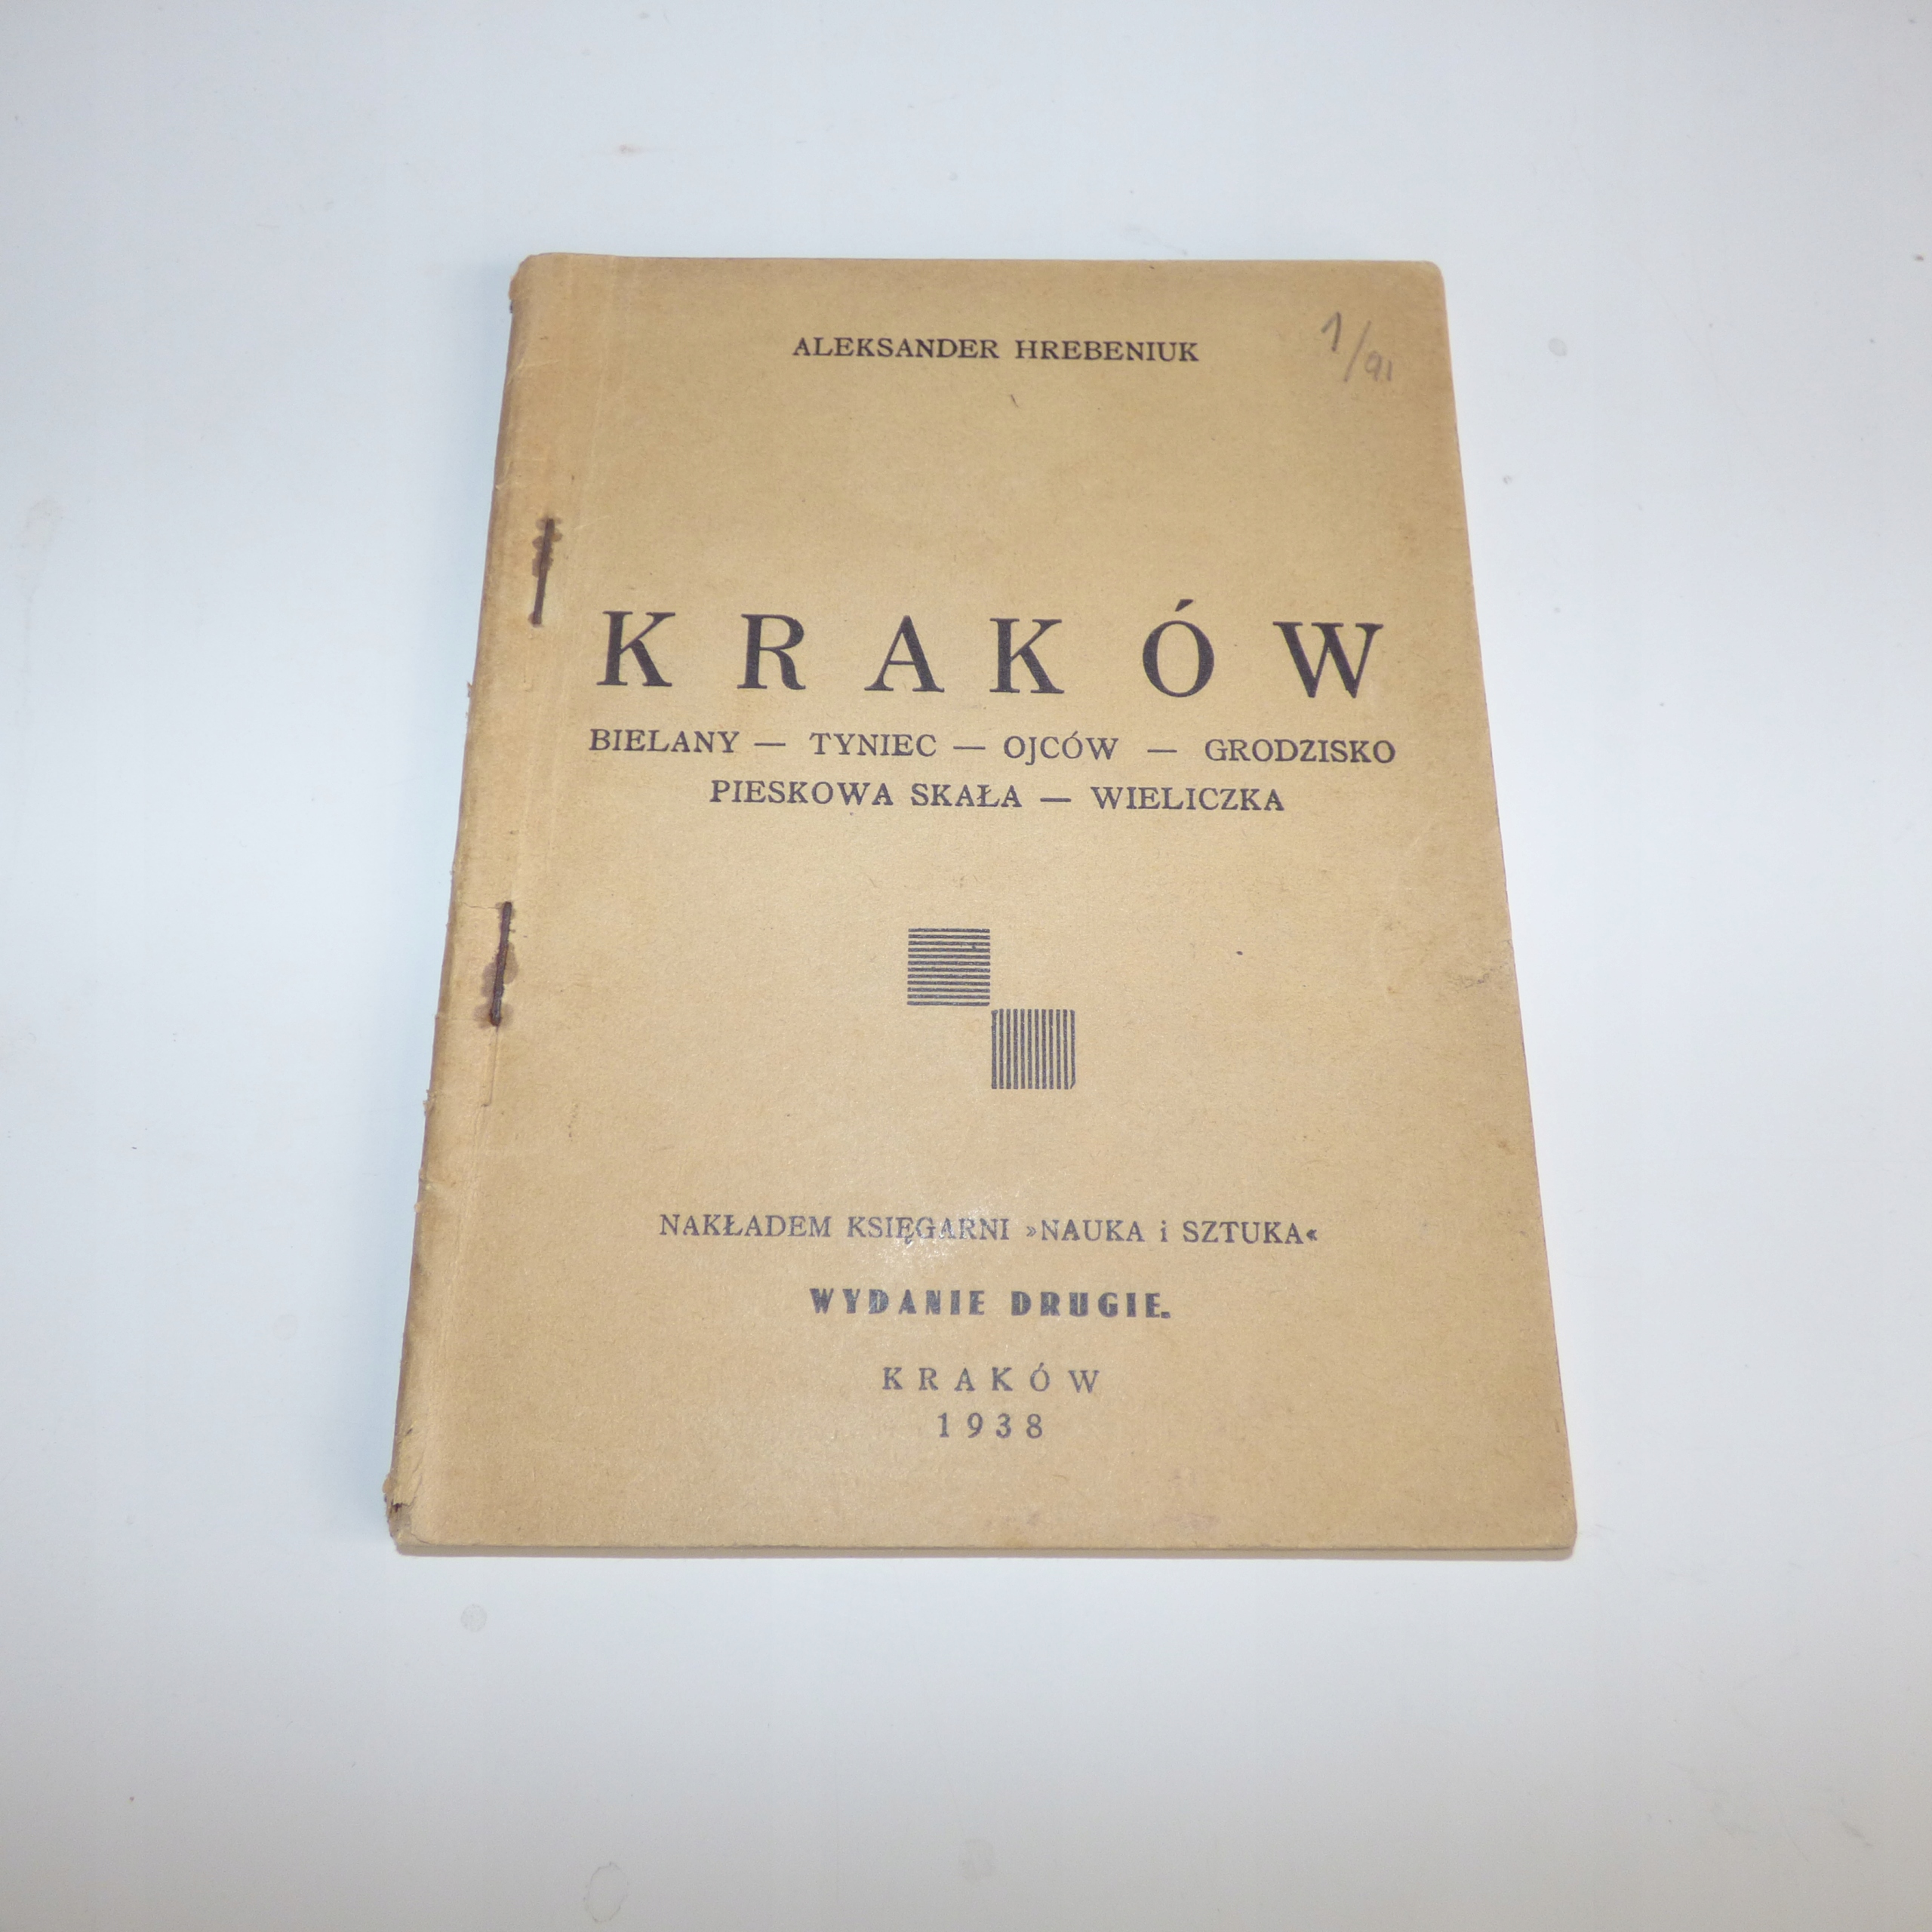 ALEKSANDER HREBENIUK
1/91
KRAKÓW
BIELANY — TYNIEC — OJCÓW — GRODZISKO
PIESKOWA SKAŁA — WIELICZKA
NAKŁADEM KSIĘGARNI »NAUKA i SZTUKA«
WYDANIE DRUGIE.
KRAKÓW
1938